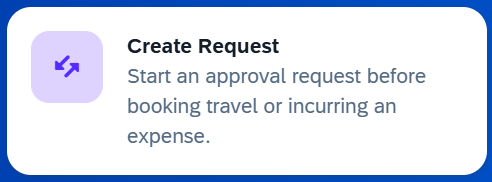 Create Request
Start an approval request before
booking travel or incurring an
expense.